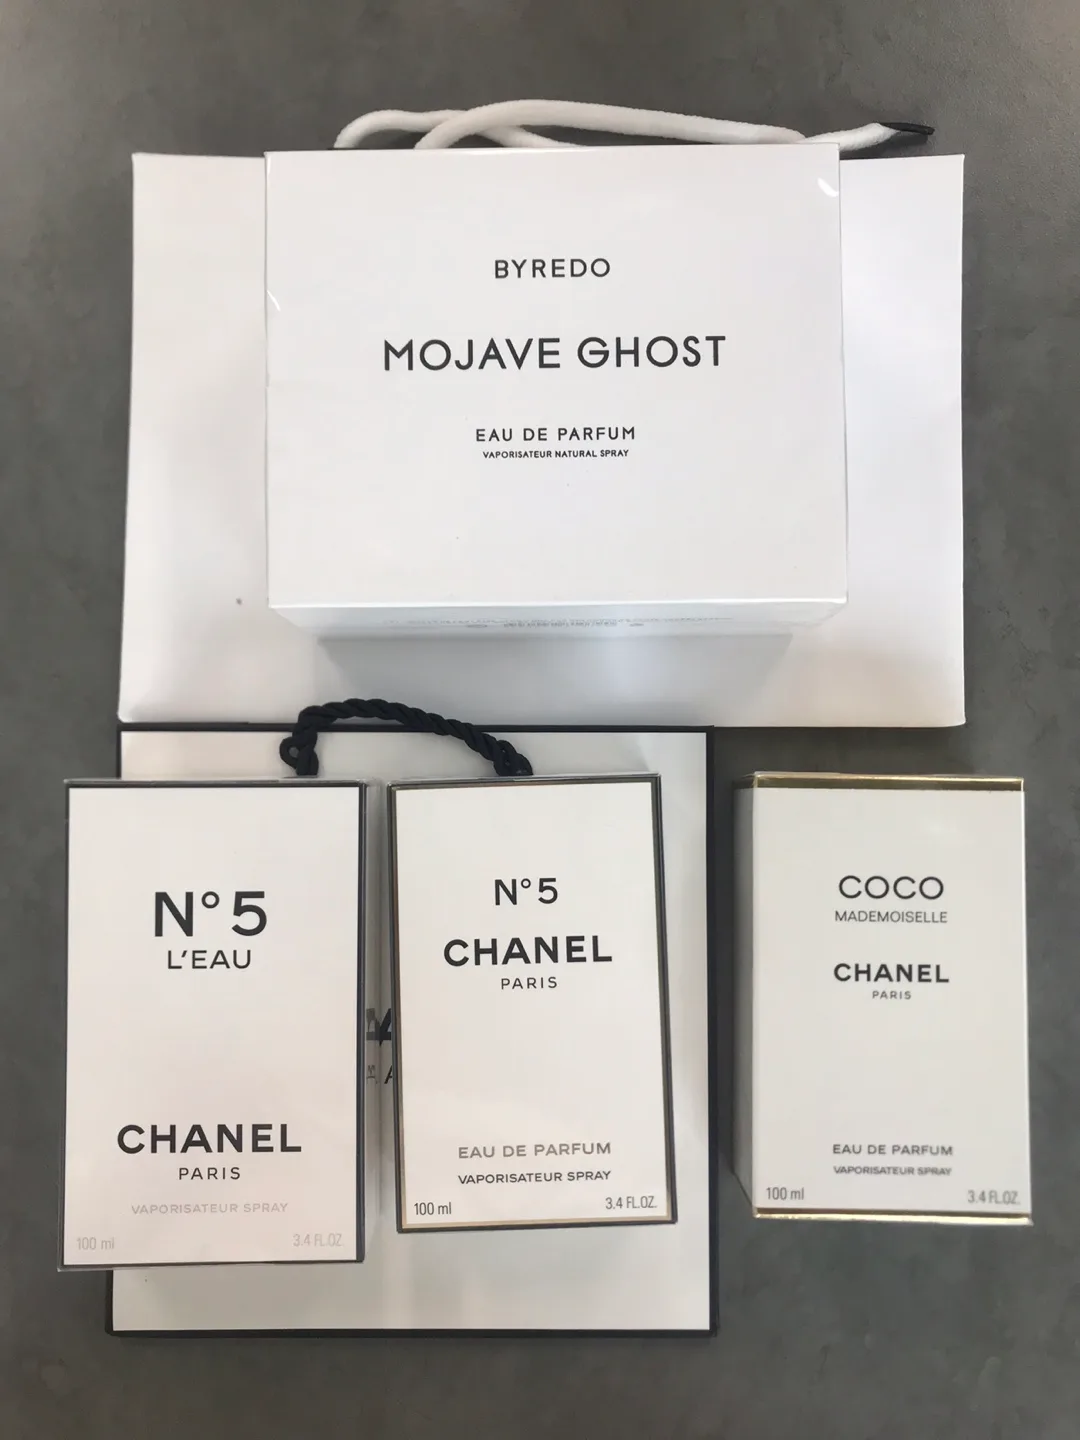 BYREDO
MOJAVE GHOST
EAU DE PARFUM
VAPORISATEUR NATURAL SPRAY
N°5
L'EAU
CHANEL
PARIS
VAPORISATEUR SPRAY
100 ml 3.4 FL.OZ.
N°5
CHANEL
PARIS
EAU DE PARFUM
VAPORISATEUR SPRAY
100 ml 3.4 FL.OZ.
COCO
MADEMOISELLE
CHANEL
PARIS
EAU DE PARFUM
VAPORISATEUR SPRAY
100 ml 3.4 FL.OZ.